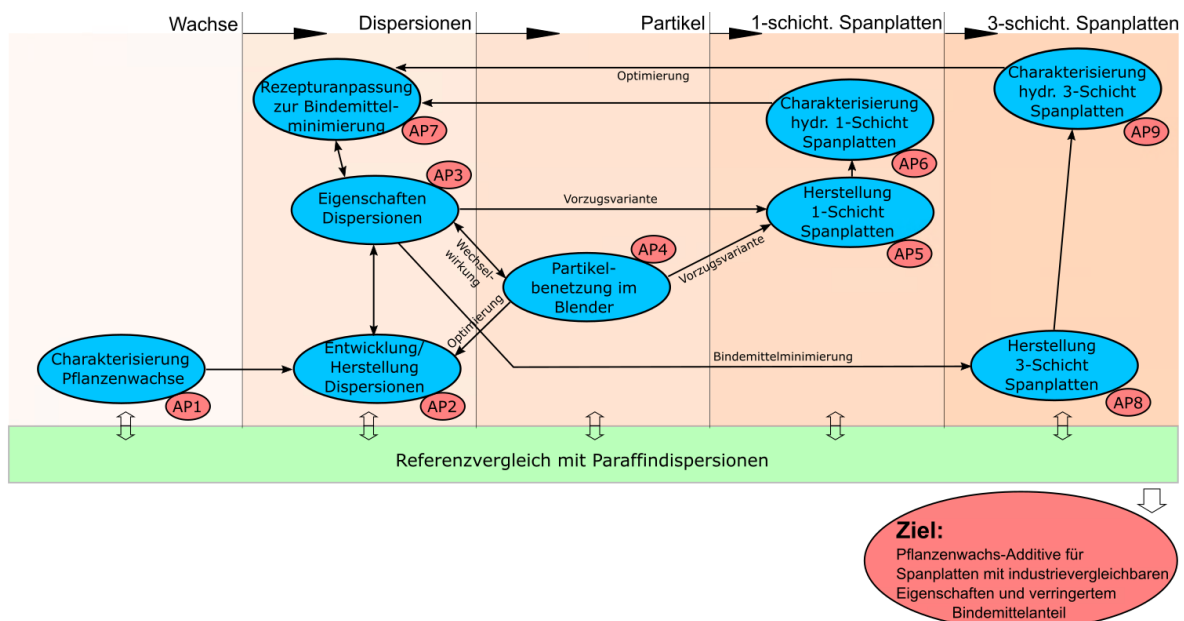 Wachse
Dispersionen
Partikel
1-schicht. Spanplatten
3-schicht. Spanplatten
Rezepturanpassung
zur Bindemittel-
minimierung
AP7
Optimierung
Charakterisierung
hydr. 1-Schicht
Spanplatten
AP6
Charakterisierung
hydr. 3-Schicht
Spanplatten
AP9
Eigenschaften
Dispersionen
AP3
Vorzugsvariante
Herstellung
1-Schicht
Spanplatten
AP5
Wechsel-
wirkung
Partikel-
benetzung im
Blender
AP4
Vorzugsvariante
Optimierung
Charakterisierung
Pflanzenwachse
AP1
Entwicklung/
Herstellung
Dispersionen
AP2
Bindemittelminimierung
Herstellung
3-Schicht
Spanplatten
AP8
Referenzvergleich mit Paraffindispersionen
Ziel:
Pflanzenwachs-Additive für
Spanplatten mit industrievergleichbaren
Eigenschaften und verringertem
Bindemittelanteil